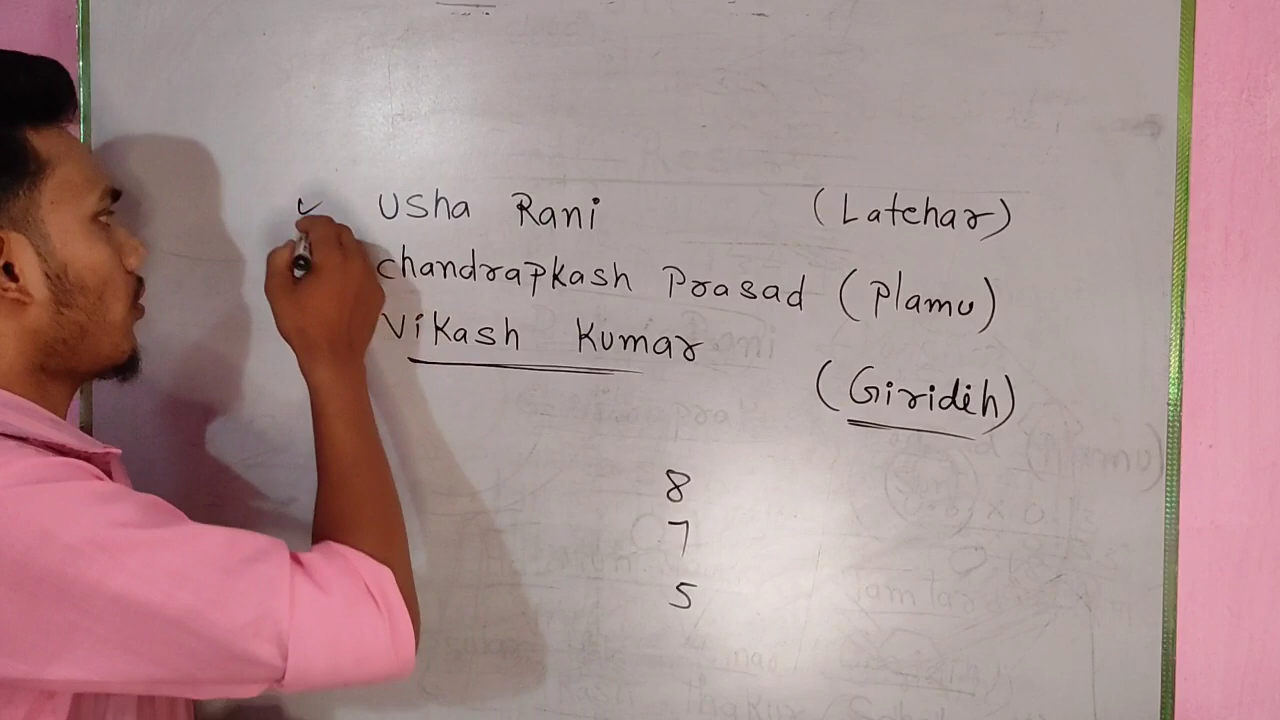 ✓ Usha Rani (Latehar)
chandrapkash Prasad (Plamu)
Vikash Kumar
(Giridih)
8
7
5